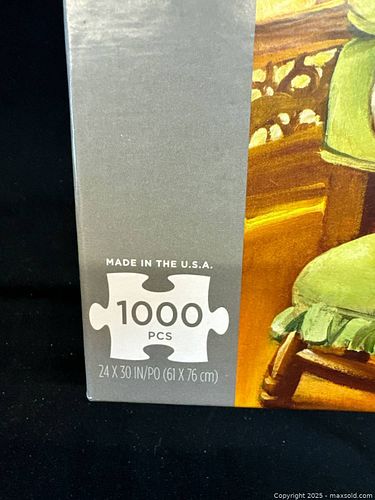 MADE IN THE U.S.A.
1000
PCS
24 X 30 IN/PO (61 X 76 cm)
Copyright 2025 - maxsold.com